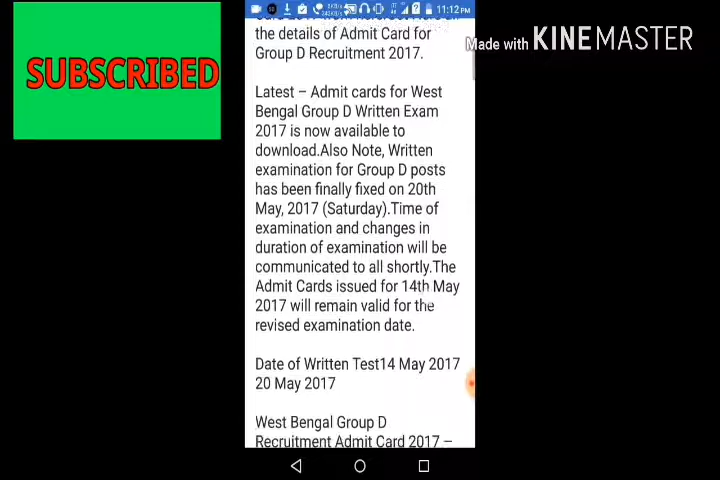 11:12 PM
Made with KINEMASTER
SUBSCRIBED
the details of Admit Card for
Group D Recruitment 2017.
Latest – Admit cards for West
Bengal Group D Written Exam
2017 is now available to
download.Also Note, Written
examination for Group D posts
has been finally fixed on 20th
May, 2017 (Saturday).Time of
examination and changes in
duration of examination will be
communicated to all shortly.The
Admit Cards issued for 14th May
2017 will remain valid for the
revised examination date.
Date of Written Test14 May 2017
20 May 2017
West Bengal Group D
Recruitment Admit Card 2017 –